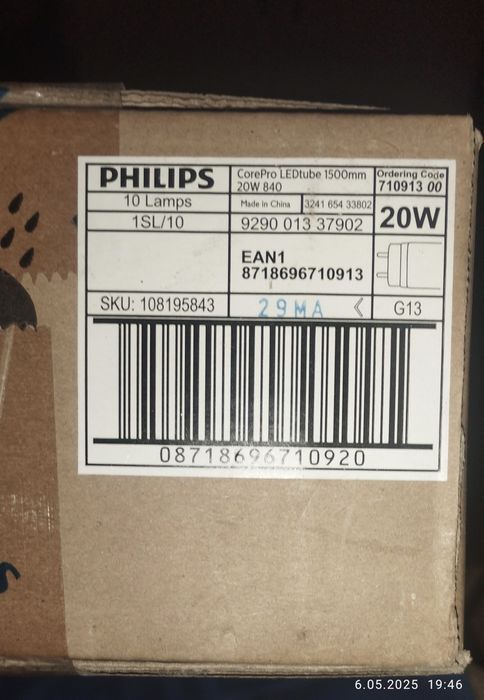 PHILIPS
CorePro LEDtube 1500mm
20W 840
Ordering Code
710913 00
10 Lamps
Made in China
3241 654 33802
20W
1SL/10
9290 013 37902
EAN1
8718696710913
SKU: 108195843
29MA
G13
08718696710920
6.05.2025 19:46